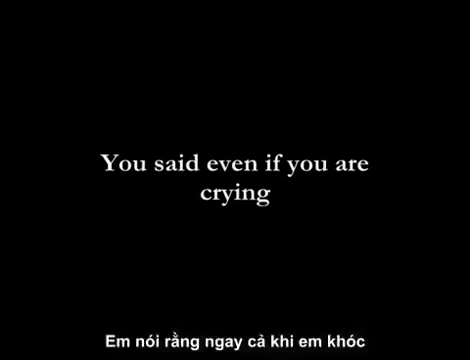 You said even if you are
crying
Em nói rằng ngay cả khi em khóc